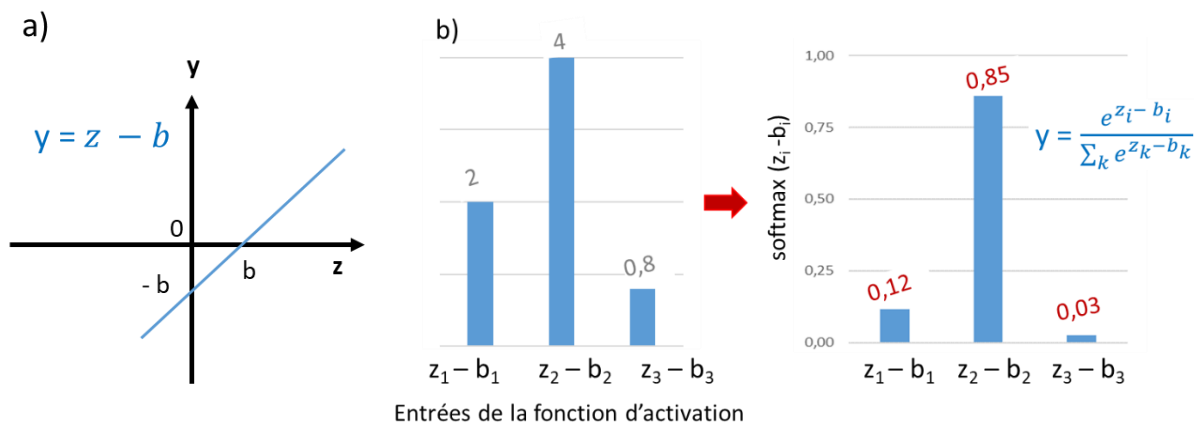 a)
y
y = z − b
0
b
z
- b
b)
4
2
0,8
z₁ – b₁
z₂ – b₂
z₃ – b₃
Entrées de la fonction d'activation
softmax (zᵢ -bᵢ)
1,00
0,75
0,50
0,25
0,00
0,12
0,85
0,03
y = e^{zᵢ− bᵢ} / ∑ₖ e^{zₖ−bₖ}
z₁ – b₁
z₂ – b₂
z₃ – b₃